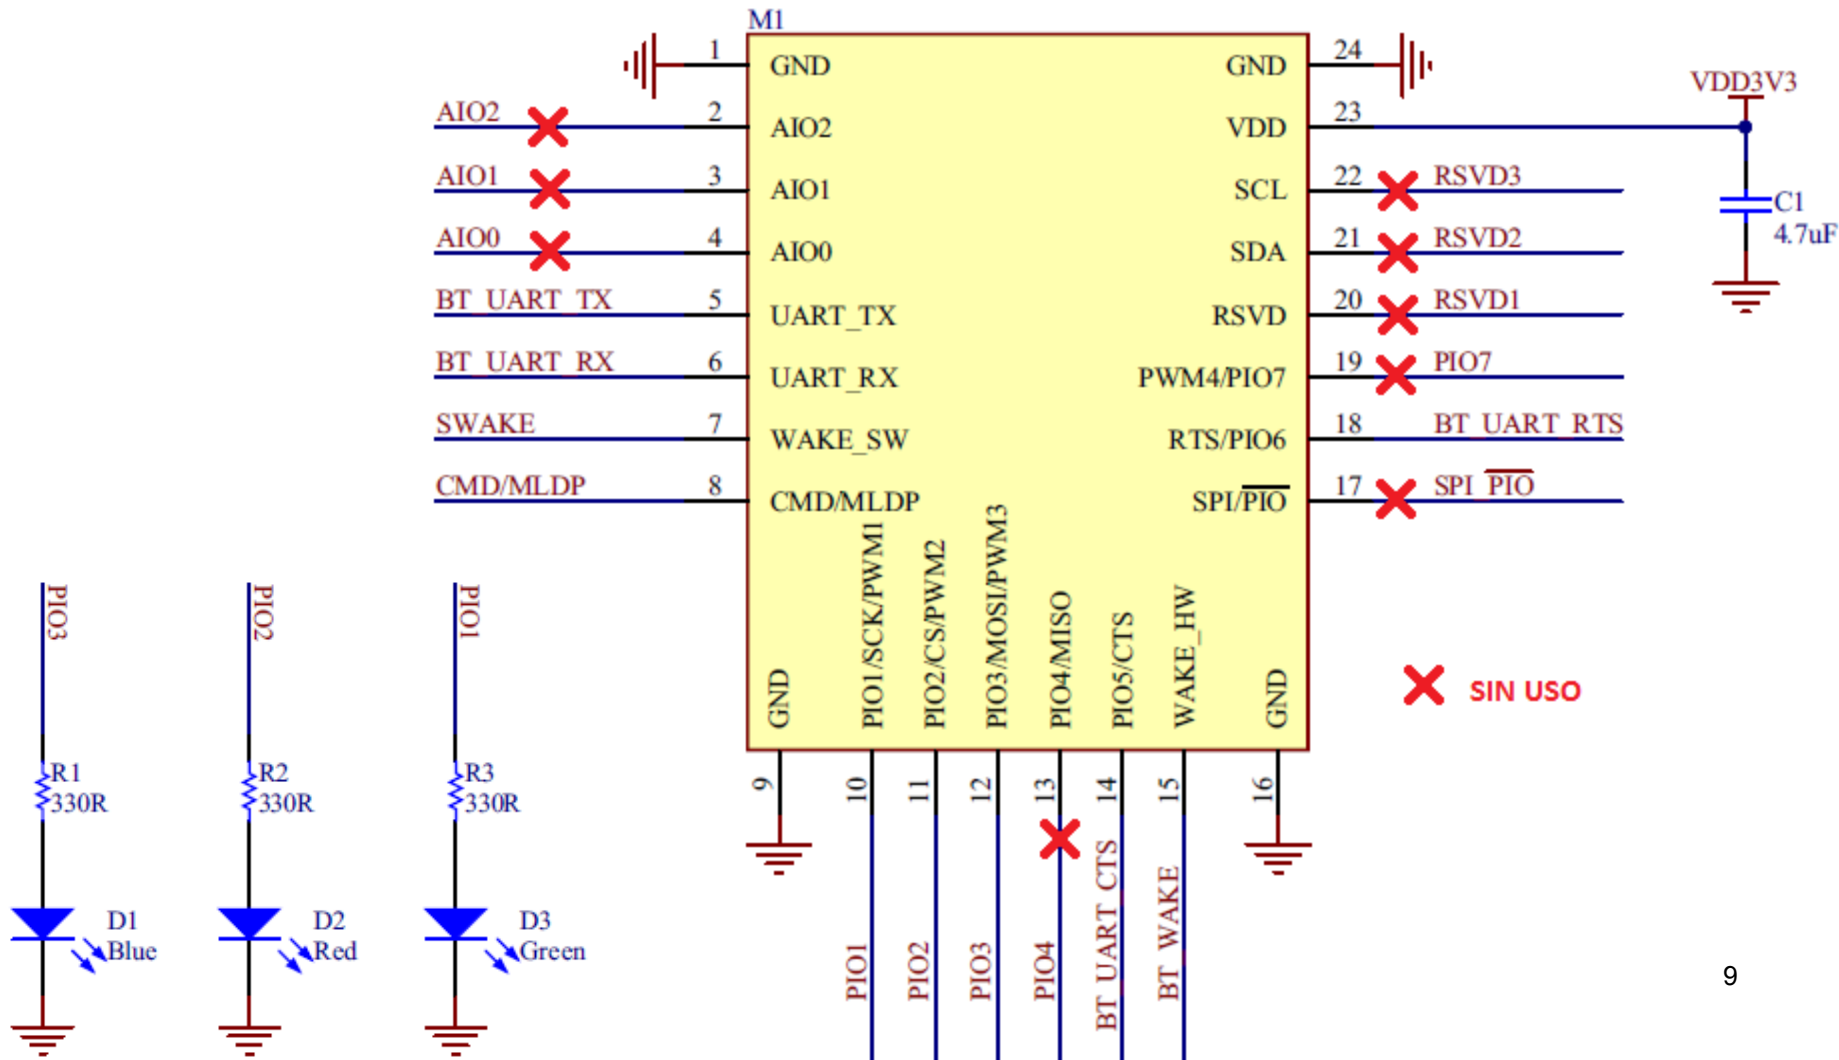 M1
1 GND
GND 24
AIO2 2 AIO2
VDD 23
VDD3V3
AIO1 3 AIO1
SCL 22 RSVD3
C1
4.7uF
AIO0 4 AIO0
SDA 21 RSVD2
BT_UART_TX 5 UART_TX
RSVD 20 RSVD1
BT_UART_RX 6 UART_RX
PWM4/PIO7 19 PIO7
SWAKE 7 WAKE_SW
RTS/PIO6 18 BT_UART_RTS
CMD/MLDP 8 CMD/MLDP
SPI/PIO 17 SPI_PIO
GND
PIO1/SCK/PWM1
PIO2/CS/PWM2
PIO3/MOSI/PWM3
PIO4/MISO
PIO5/CTS
WAKE_HW
GND
9
10
11
12
13
14
15
16
PIO1
PIO2
PIO3
PIO4
BT_UART_CTS
BT_WAKE
SIN USO
PIO3
PIO2
PIO1
R1
330R
R2
330R
R3
330R
D1
Blue
D2
Red
D3
Green
9